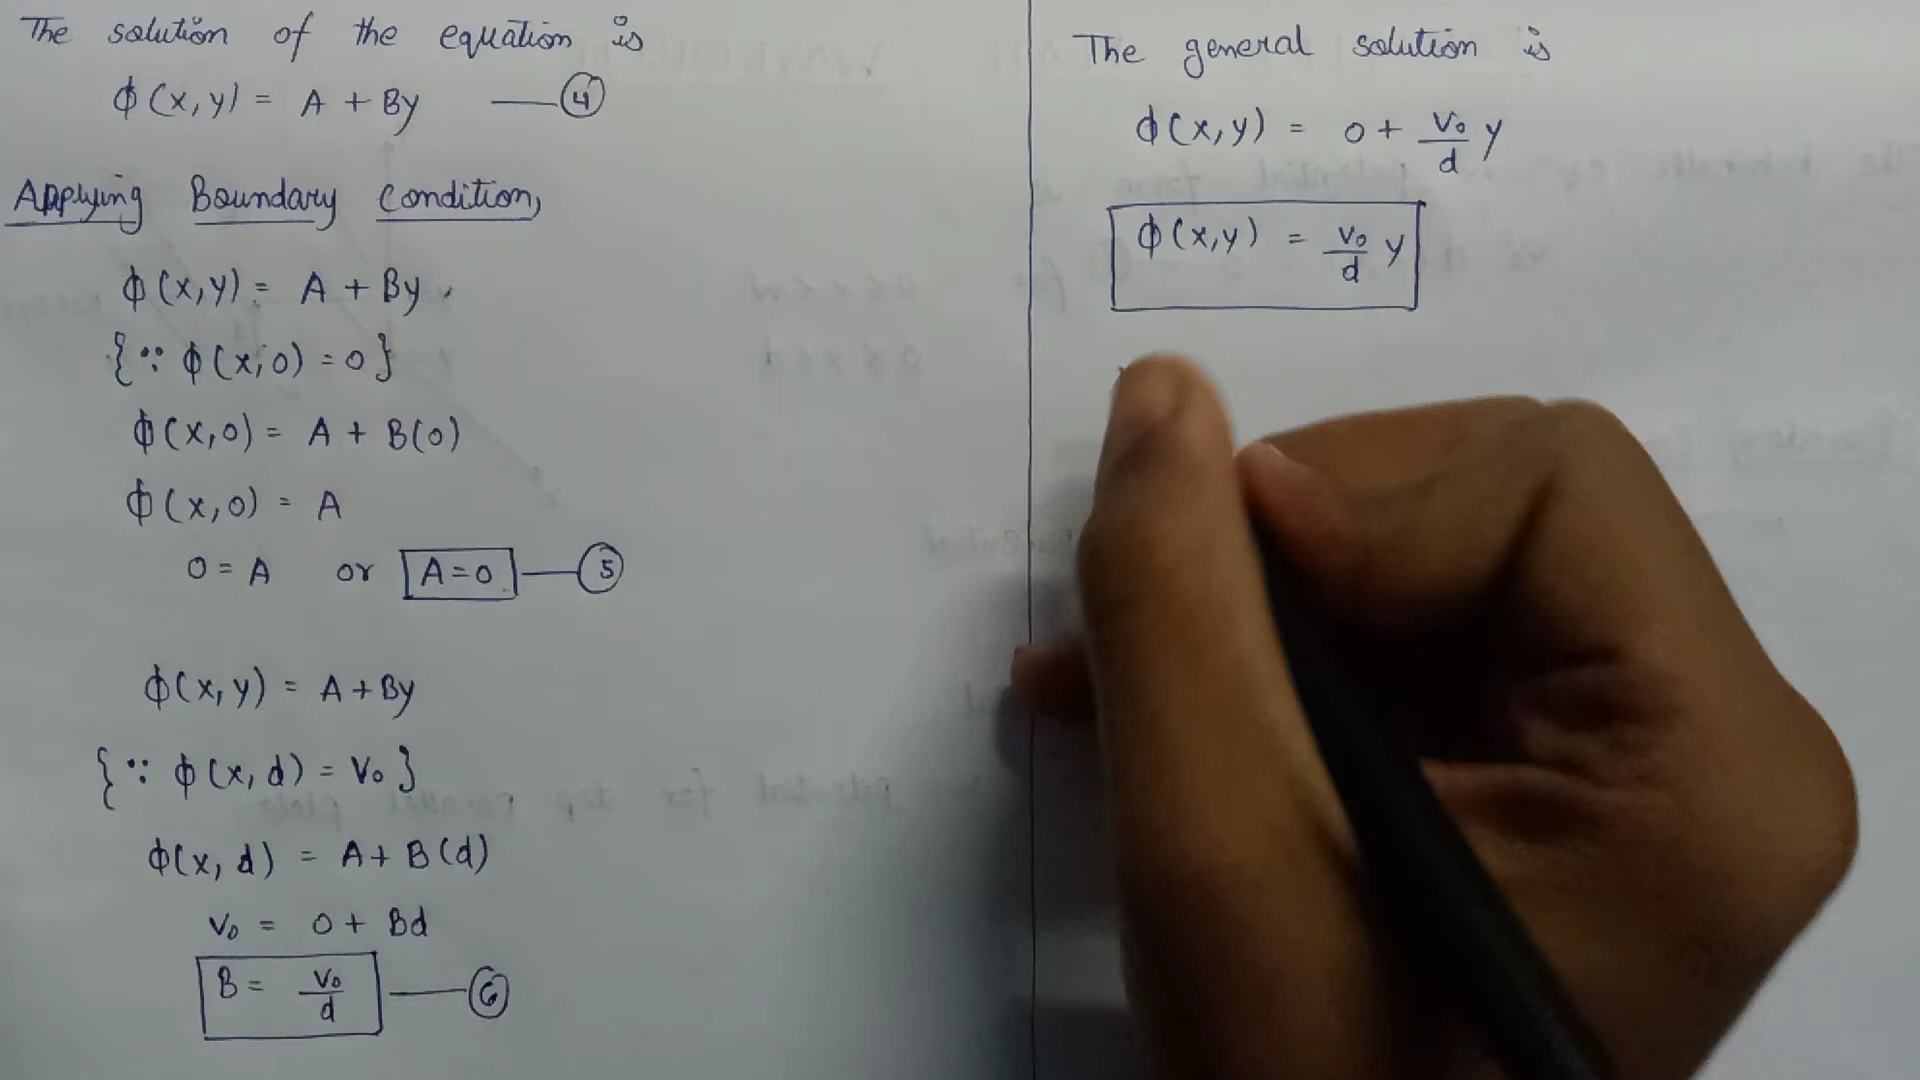 The solution of the equation is
ϕ(x,y) = A + By —— 4
Applying Boundary Condition,
ϕ(x,y) = A + By
{∵ ϕ(x,0) = 0}
ϕ(x,0) = A + B(0)
ϕ(x,0) = A
0 = A or A = 0 —— 5
ϕ(x,y) = A + By
{∵ ϕ(x,d) = V₀}
ϕ(x,d) = A + B(d)
V₀ = 0 + Bd
B = V₀/d —— 6
The general solution is
ϕ(x,y) = 0 + V₀/d y
ϕ(x,y) = V₀/d y